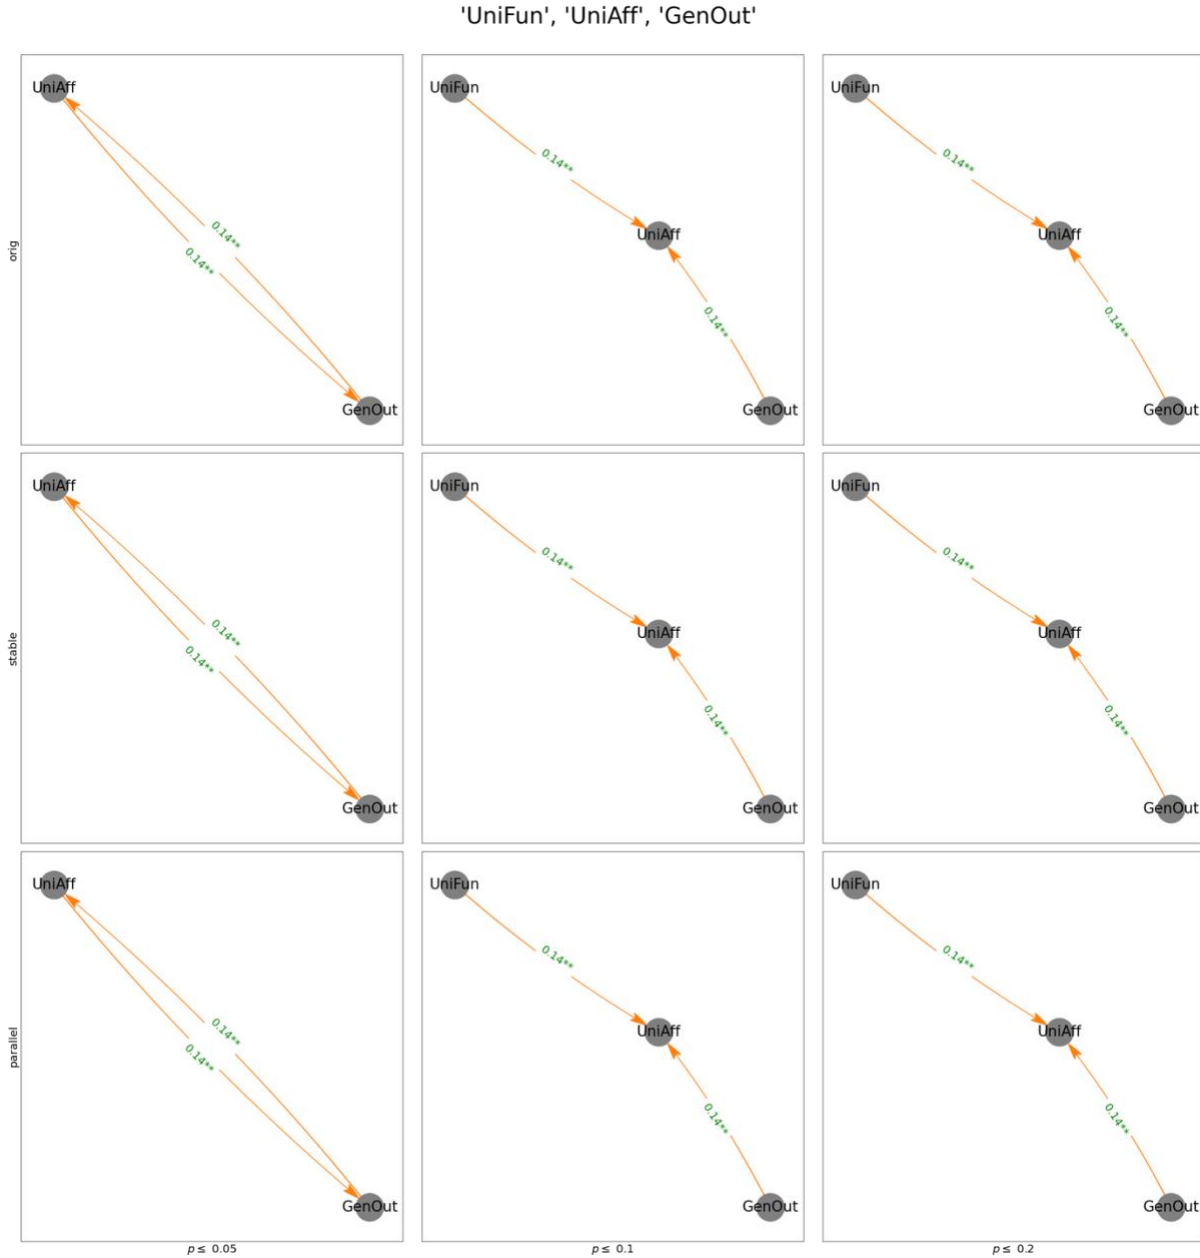 'UniFun', 'UniAff', 'GenOut'
orig
UniAff
0.14**
0.14**
GenOut
UniFun
0.14**
UniAff
0.14**
GenOut
UniFun
0.14**
UniAff
0.14**
GenOut
stable
UniAff
0.14**
0.14**
GenOut
UniFun
0.14**
UniAff
0.14**
GenOut
UniFun
0.14**
UniAff
0.14**
GenOut
parallel
UniAff
0.14**
0.14**
GenOut
UniFun
0.14**
UniAff
0.14**
GenOut
UniFun
0.14**
UniAff
0.14**
GenOut
p ≤ 0.05
p ≤ 0.1
p ≤ 0.2